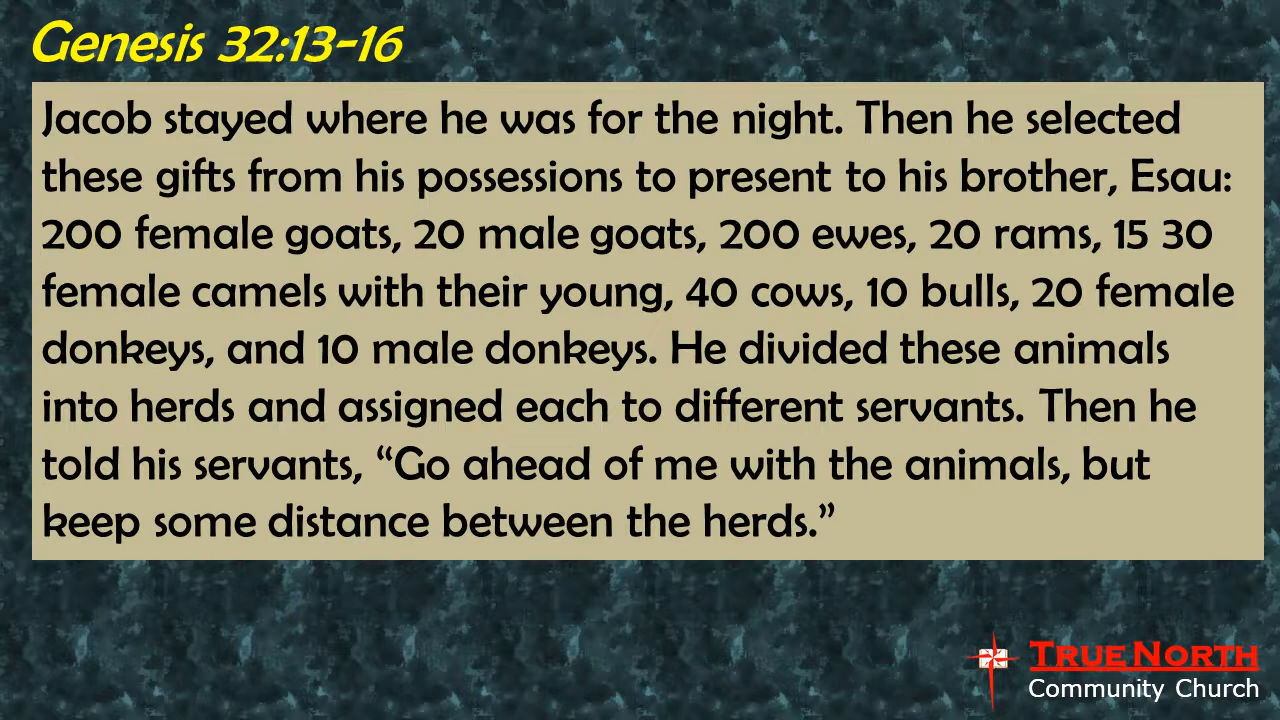 Genesis 32:13-16
Jacob stayed where he was for the night. Then he selected
these gifts from his possessions to present to his brother, Esau:
200 female goats, 20 male goats, 200 ewes, 20 rams, 15 30
female camels with their young, 40 cows, 10 bulls, 20 female
donkeys, and 10 male donkeys. He divided these animals
into herds and assigned each to different servants. Then he
told his servants, “Go ahead of me with the animals, but
keep some distance between the herds.”
TRUE NORTH
Community Church